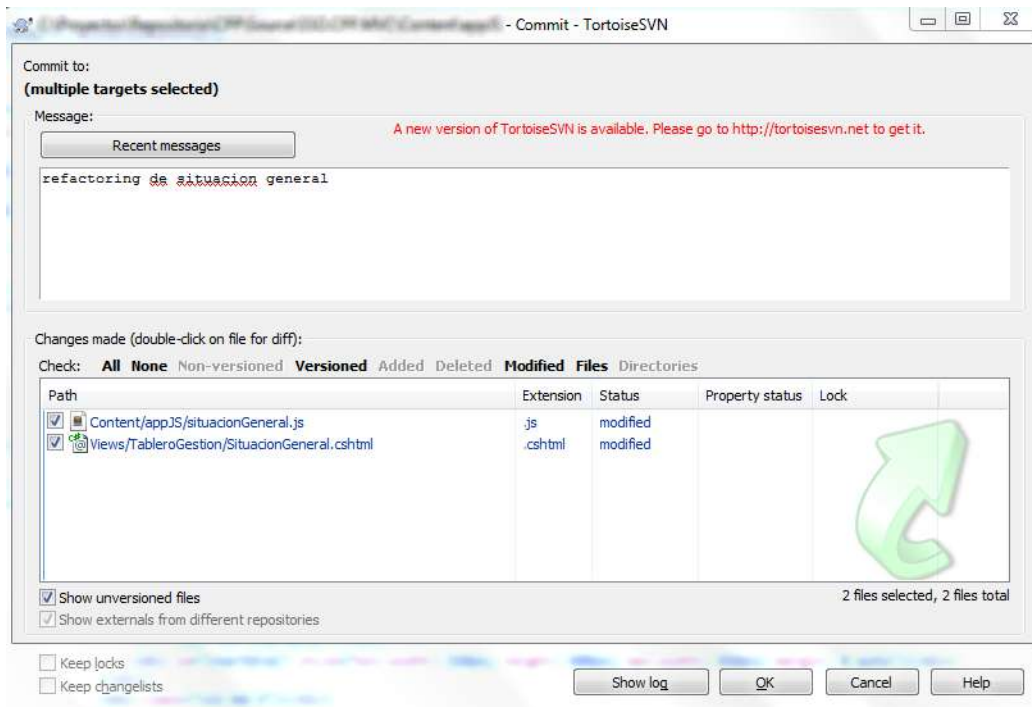 - Commit - TortoiseSVN
Commit to:
(multiple targets selected)
Message:
A new version of TortoiseSVN is available. Please go to http://tortoisesvn.net to get it.
Recent messages
refactoring de situacion general
Changes made (double-click on file for diff):
Check: All None Non-versioned Versioned Added Deleted Modified Files Directories
Path Extension Status Property status Lock
Content/appJS/situacionGeneral.js .js modified
Views/TableroGestion/SituacionGeneral.cshtml .cshtml modified
Show unversioned files 2 files selected, 2 files total
Show externals from different repositories
Keep locks
Keep changelists
Show log OK Cancel Help